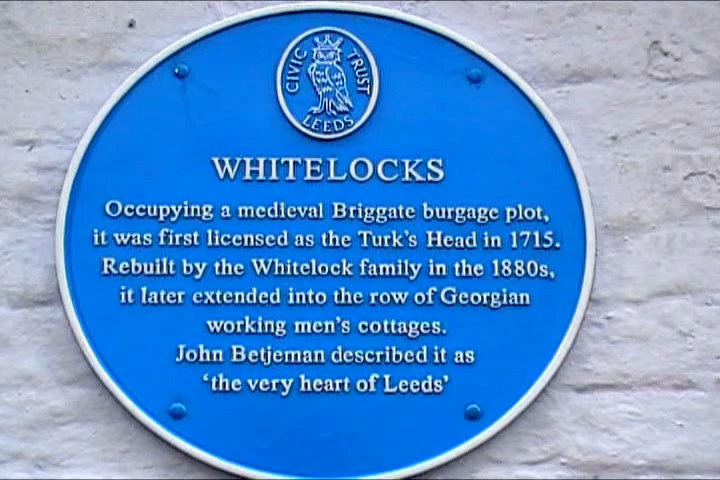 CIVIC TRUST
LEEDS
WHITELOCKS
Occupying a medieval Briggate burgage plot,
it was first licensed as the Turk's Head in 1715.
Rebuilt by the Whitelock family in the 1880s,
it later extended into the row of Georgian
working men's cottages.
John Betjeman described it as
‘the very heart of Leeds’